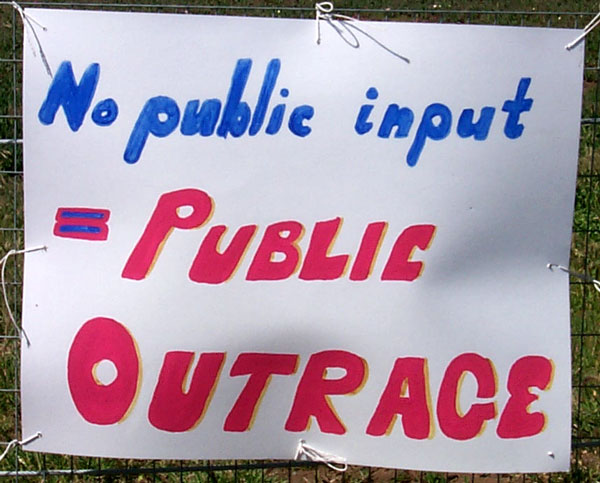 No public input
= PUBLIC
OUTRAGE